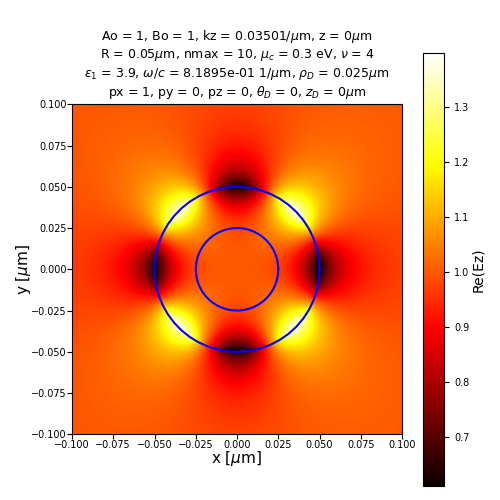 Ao = 1, Bo = 1, kz = 0.03501/μm, z = 0μm
R = 0.05μm, nmax = 10, μ_c = 0.3 eV, ν = 4
ε₁ = 3.9, ω/c = 8.1895e-01 1/μm, ρ_D = 0.025μm
px = 1, py = 0, pz = 0, θ_D = 0, z_D = 0μm
0.100
0.075
0.050
0.025
0.000
−0.025
−0.050
−0.075
−0.100
y [μm]
−0.100 −0.075 −0.050 −0.025 0.000 0.025 0.050 0.075 0.100
x [μm]
1.3
1.2
1.1
1.0
0.9
0.8
0.7
Re(Ez)